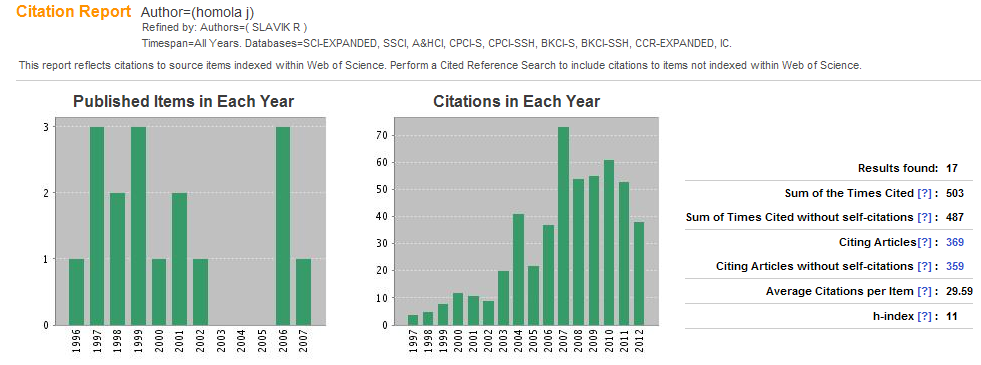 Citation Report Author=(homola j)
Refined by: Authors=( SLAVIK R )
Timespan=All Years. Databases=SCI-EXPANDED, SSCI, A&HCI, CPCI-S, CPCI-SSH, BKCI-S, BKCI-SSH, CCR-EXPANDED, IC.
This report reflects citations to source items indexed within Web of Science. Perform a Cited Reference Search to include citations to items not indexed within Web of Science.
Published Items in Each Year
3
2
1
0
1996 1997 1998 1999 2000 2001 2002 2003 2004 2005 2006 2007
Citations in Each Year
70
60
50
40
30
20
10
0
1997 1998 1999 2000 2001 2002 2003 2004 2005 2006 2007 2008 2009 2010 2011 2012
Results found: 17
Sum of the Times Cited [?] : 503
Sum of Times Cited without self-citations [?] : 487
Citing Articles[?] : 369
Citing Articles without self-citations [?] : 359
Average Citations per Item [?] : 29.59
h-index [?] : 11